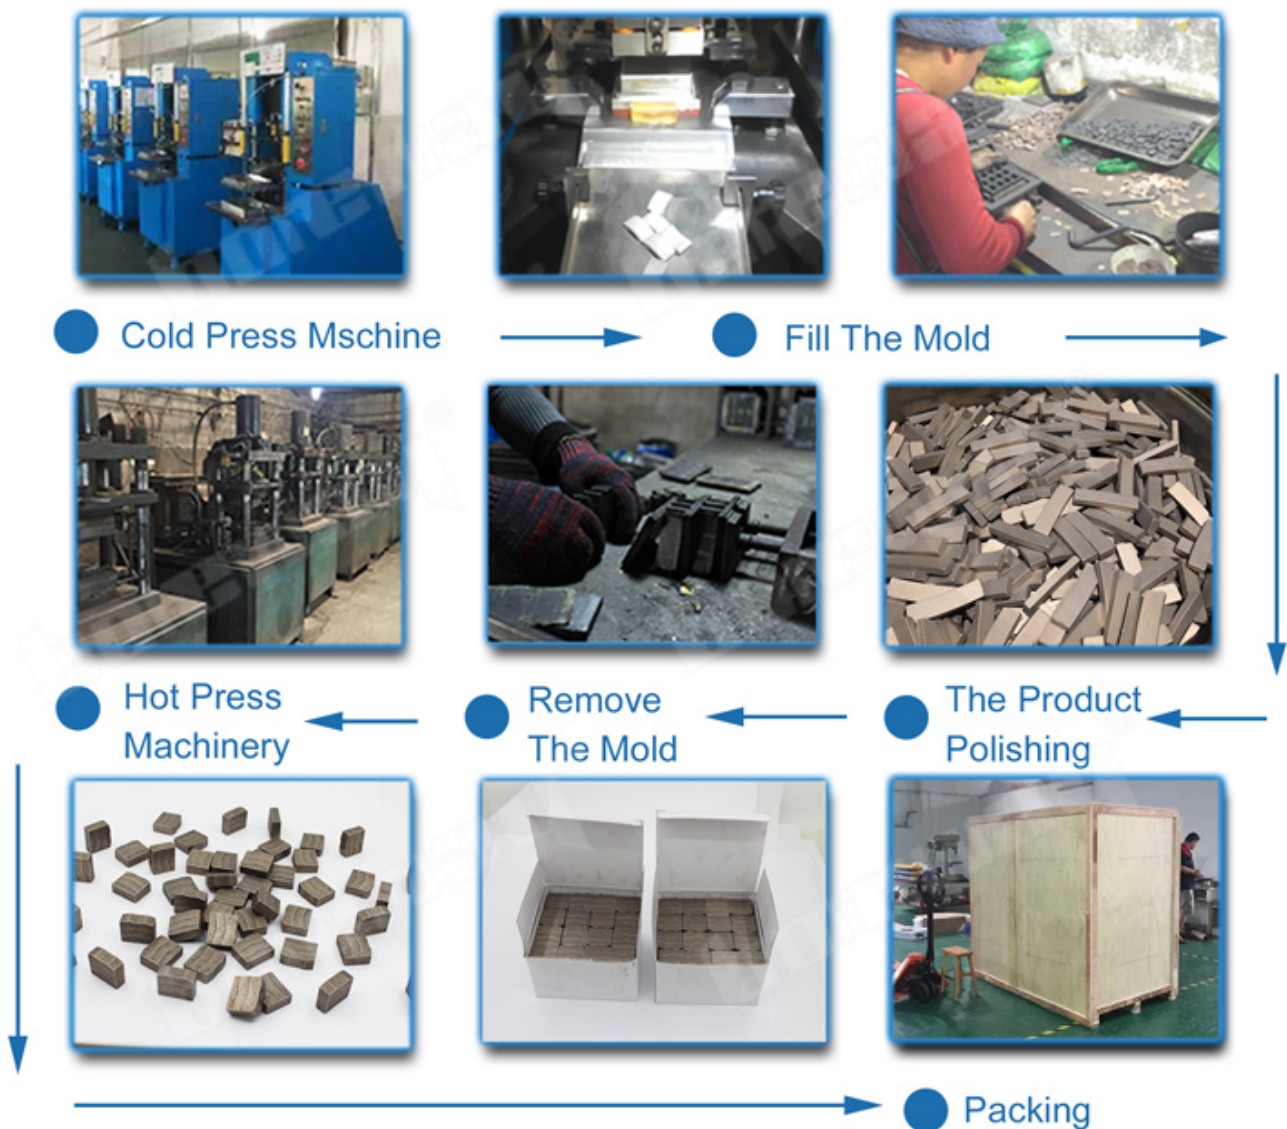 Cold Press Mschine
Fill The Mold
Hot Press
Machinery
Remove
The Mold
The Product
Polishing
Packing